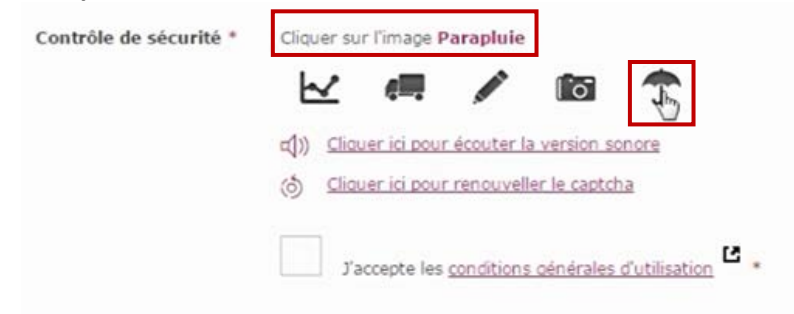 Contrôle de sécurité * Cliquer sur l'image Parapluie
Cliquer ici pour écouter la version sonore
Cliquer ici pour renouveller le captcha
J'accepte les conditions générales d'utilisation *